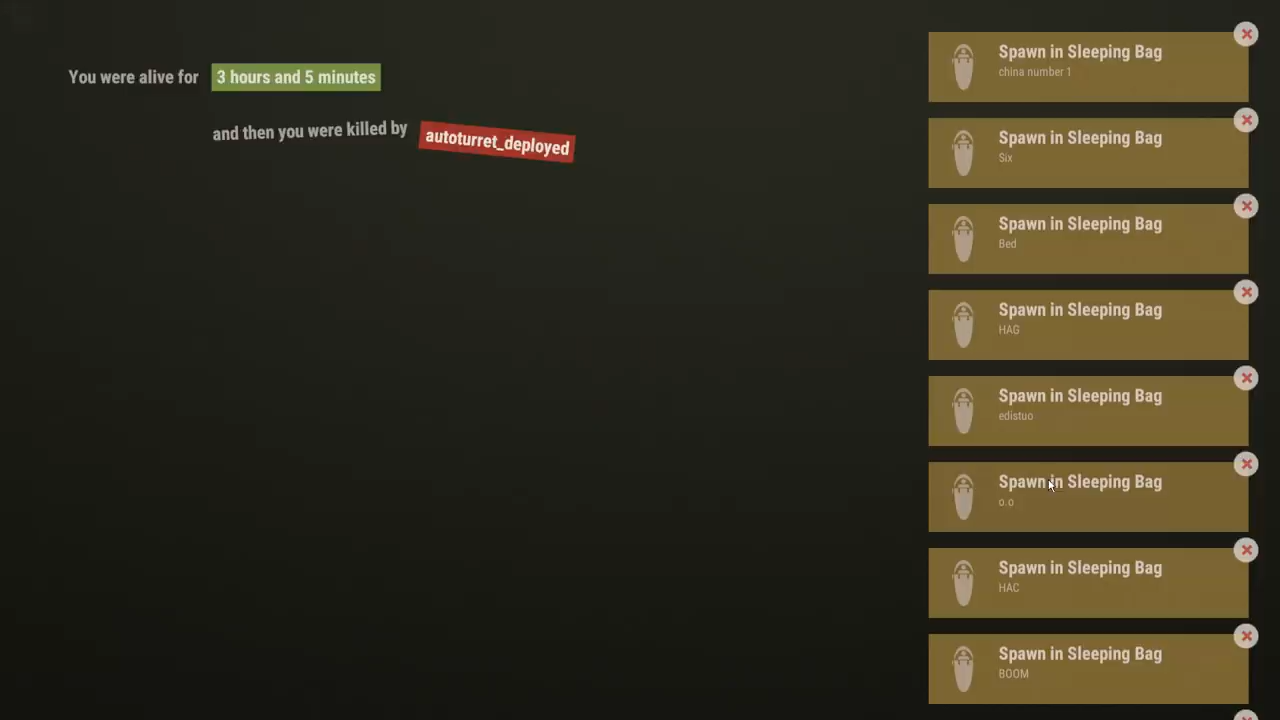 You were alive for 3 hours and 5 minutes
and then you were killed by autoturret_deployed
Spawn in Sleeping Bag
china number 1
Spawn in Sleeping Bag
Six
Spawn in Sleeping Bag
Bed
Spawn in Sleeping Bag
HAG
Spawn in Sleeping Bag
edistuo
Spawn in Sleeping Bag
o.o
Spawn in Sleeping Bag
HAC
Spawn in Sleeping Bag
BOOM